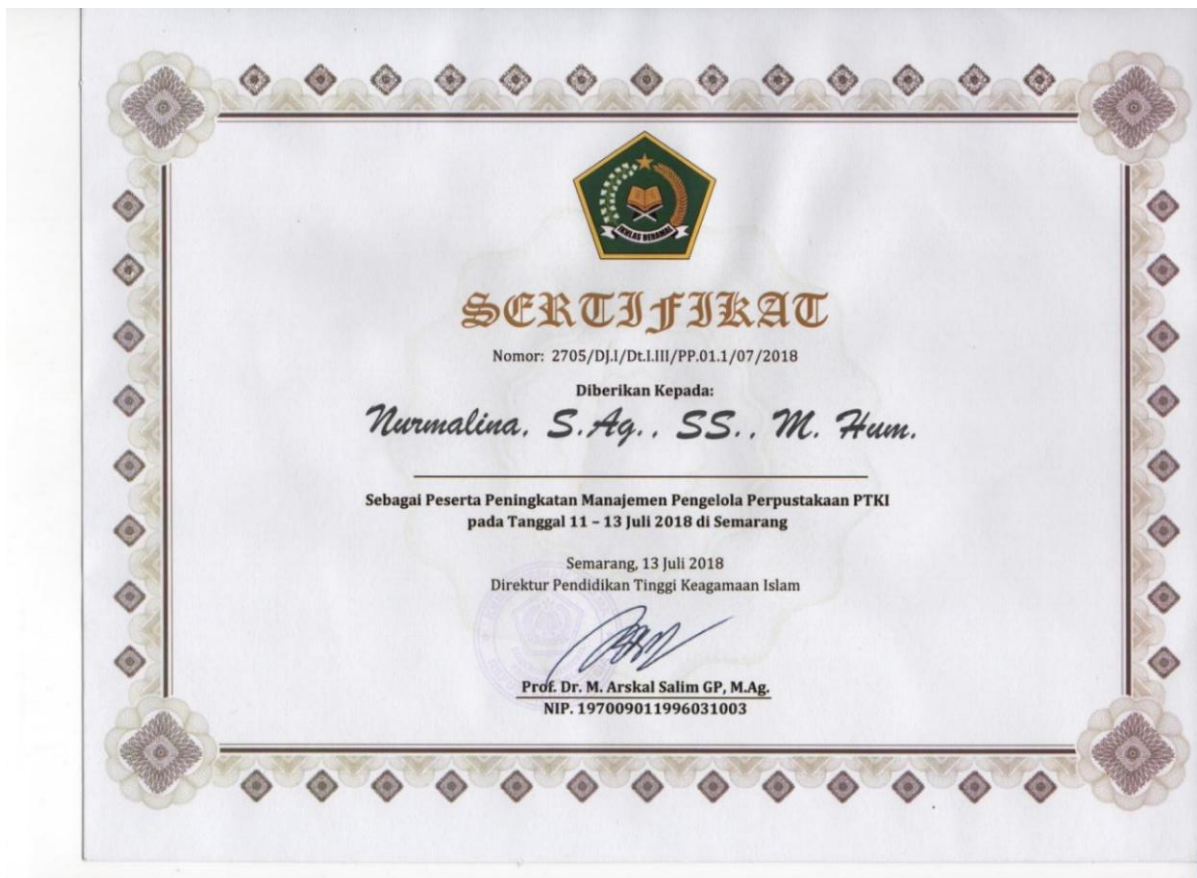 IKHLAS BERAMAL
SERTIFIKAT
Nomor: 2705/DJ.I/Dt.I.III/PP.01.1/07/2018
Diberikan Kepada:
Nurmalina, S.Ag., SS., M. Hum.
Sebagai Peserta Peningkatan Manajemen Pengelola Perpustakaan PTKI
pada Tanggal 11 – 13 Juli 2018 di Semarang
Semarang, 13 Juli 2018
Direktur Pendidikan Tinggi Keagamaan Islam
Prof. Dr. M. Arskal Salim GP, M.Ag.
NIP. 197009011996031003